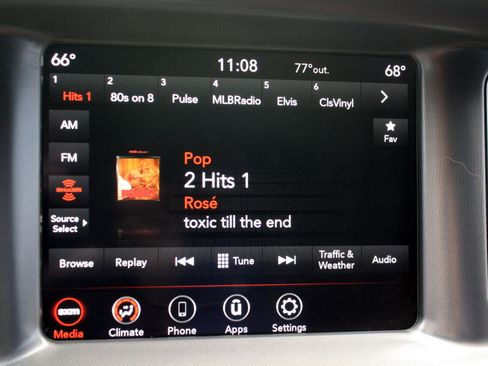 66° 11:08 77°out. 68°
1 2 3 4 5 6
Hits 1 80s on 8 Pulse MLBRadio Elvis ClsVinyl
AM
Fav
FM
Pop
2 Hits 1
Rosé
toxic till the end
siriusxm
Source
Select
Browse Replay Tune Traffic & Audio
Weather
sxm
Media Climate Phone Apps Settings